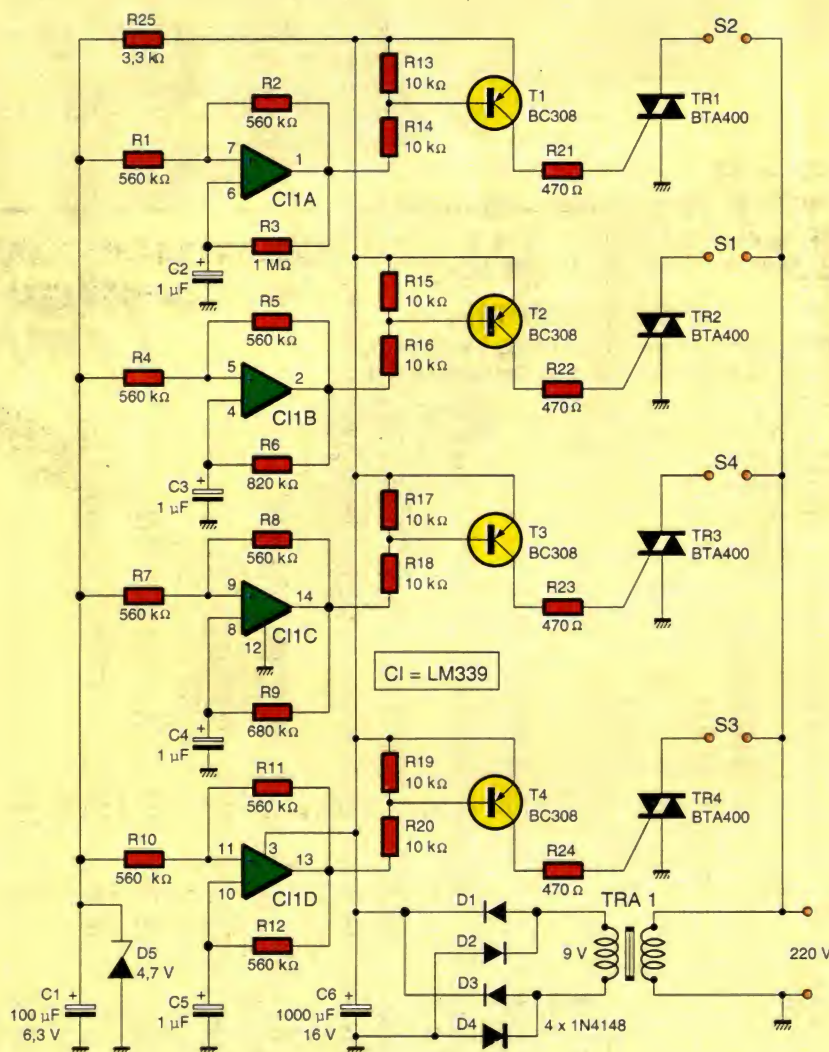 R25
3,3 kΩ
S2
R2
560 kΩ
R13
10 kΩ
T1
BC308
TR1
BTA400
R1
560 kΩ
7
6
1
CI1A
R14
10 kΩ
R21
470 Ω
R3
1 MΩ
+
C2
1 µF
S1
R5
560 kΩ
R15
10 kΩ
T2
BC308
TR2
BTA400
R4
560 kΩ
5
4
2
CI1B
R16
10 kΩ
R22
470 Ω
R6
820 kΩ
+
C3
1 µF
S4
R8
560 kΩ
R17
10 kΩ
T3
BC308
TR3
BTA400
R7
560 kΩ
9
8
14
12
CI1C
R18
10 kΩ
R23
470 Ω
CI = LM339
R9
680 kΩ
+
C4
1 µF
S3
R11
560 kΩ
R19
10 kΩ
T4
BC308
TR4
BTA400
R10
560 kΩ
11
10
3
13
CI1D
R20
10 kΩ
R24
470 Ω
R12
560 kΩ
D1
D2
D3
D4
TRA 1
9 V
220 V
4 x 1N4148
D5
4,7 V
+
C1
100 µF
6,3 V
+
C5
1 µF
+
C6
1000 µF
16 V